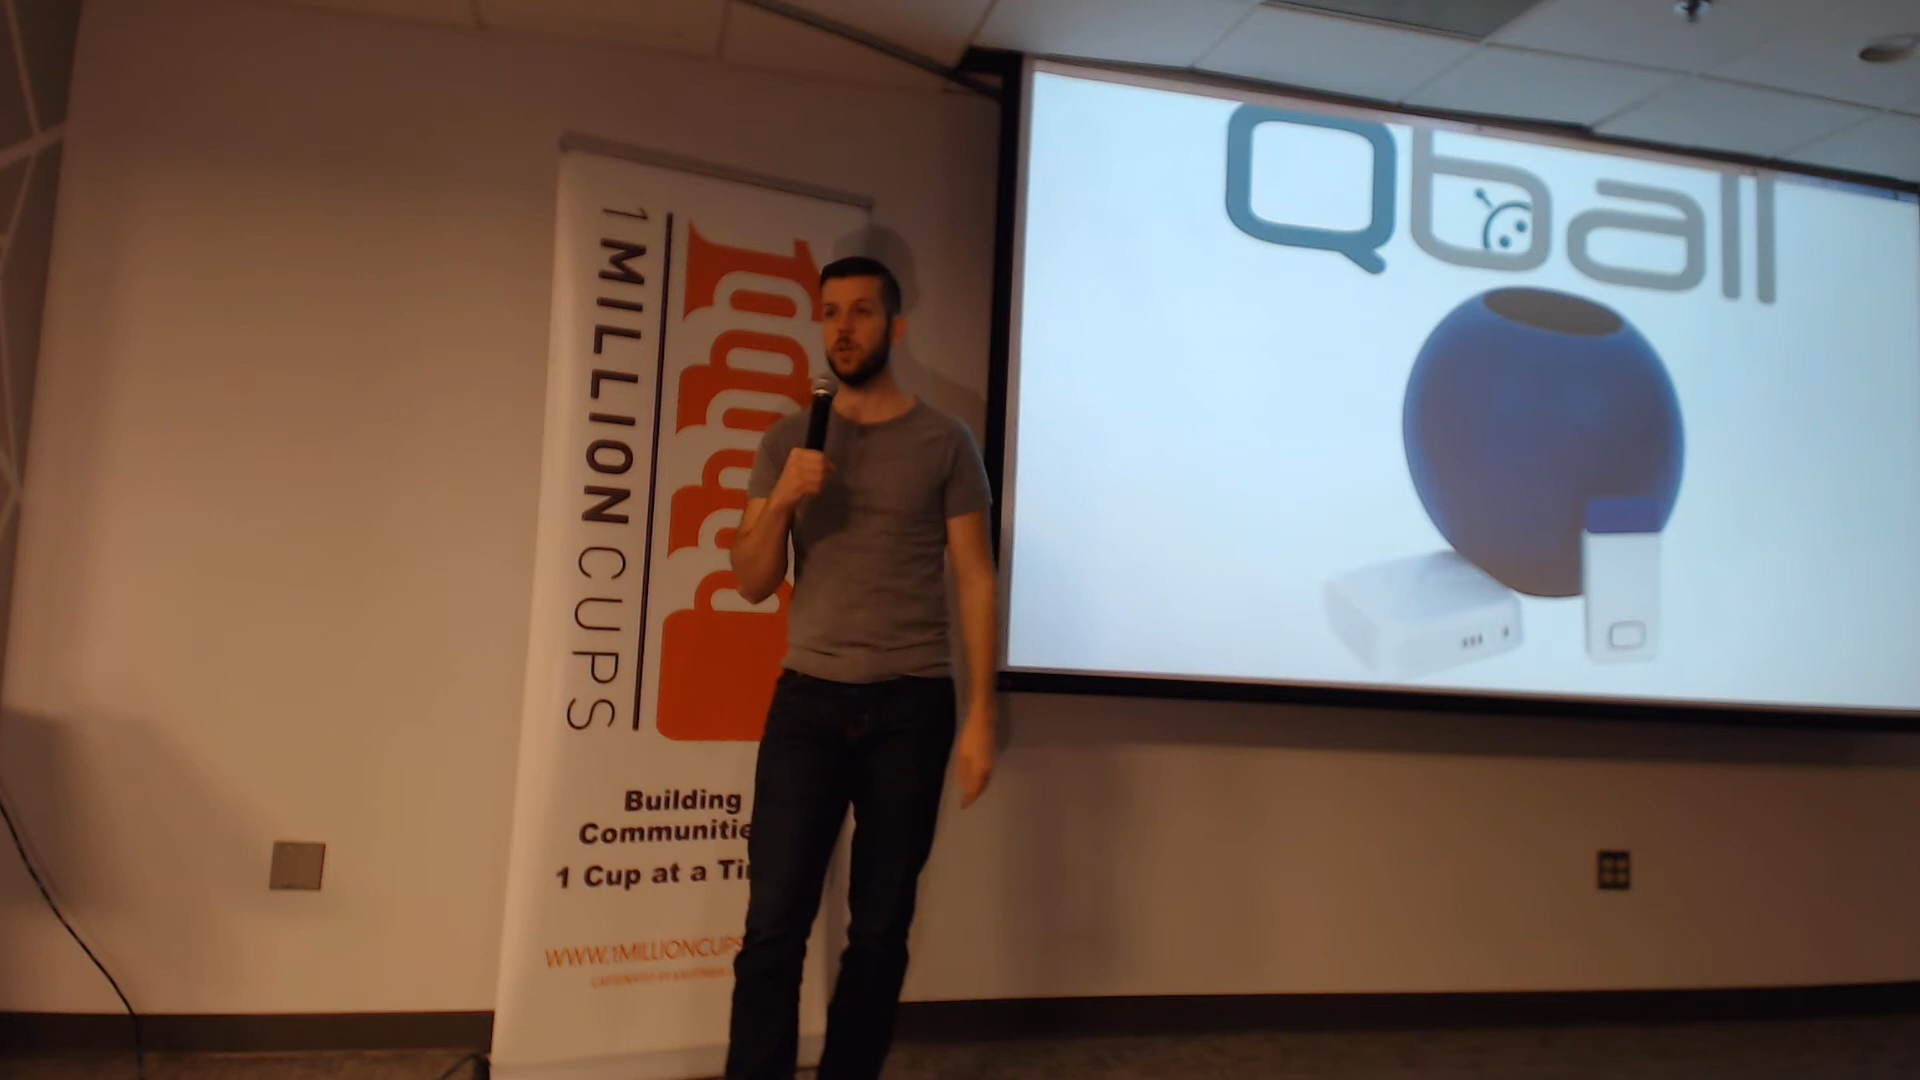 1MILLIONCUPS
Building
Communitie
1 Cup at a Ti
WWW.1MILLIONCUPS
Qball